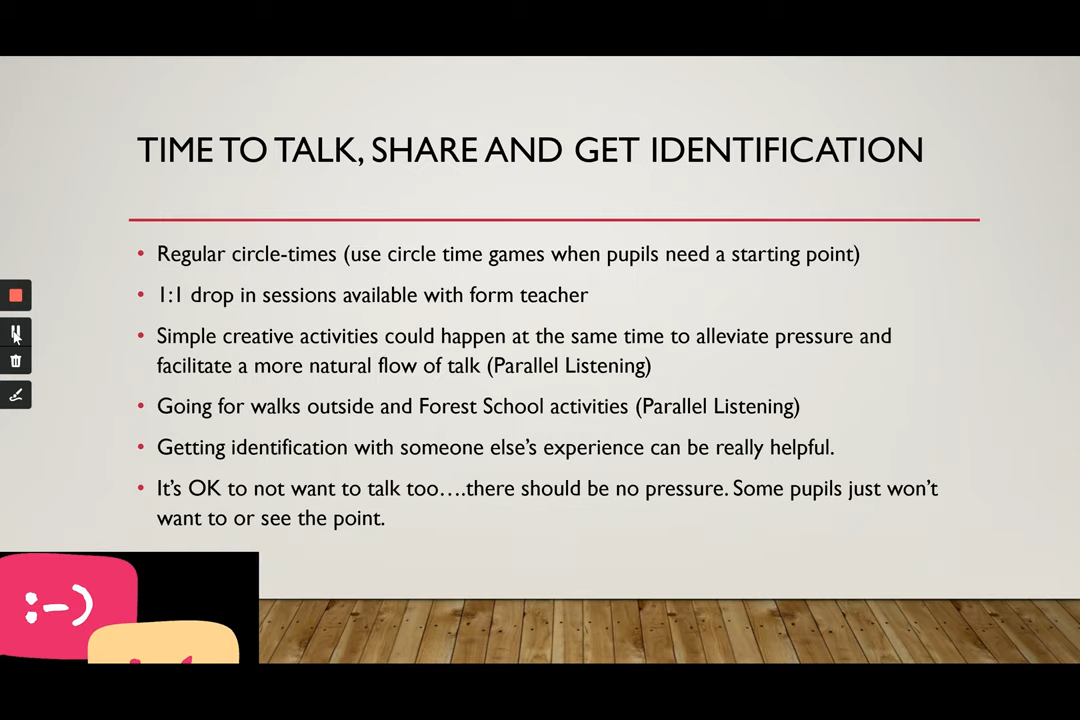 TIME TO TALK, SHARE AND GET IDENTIFICATION
• Regular circle-times (use circle time games when pupils need a starting point)
• 1:1 drop in sessions available with form teacher
• Simple creative activities could happen at the same time to alleviate pressure and
facilitate a more natural flow of talk (Parallel Listening)
• Going for walks outside and Forest School activities (Parallel Listening)
• Getting identification with someone else’s experience can be really helpful.
• It’s OK to not want to talk too….there should be no pressure. Some pupils just won’t
want to or see the point.
:-)